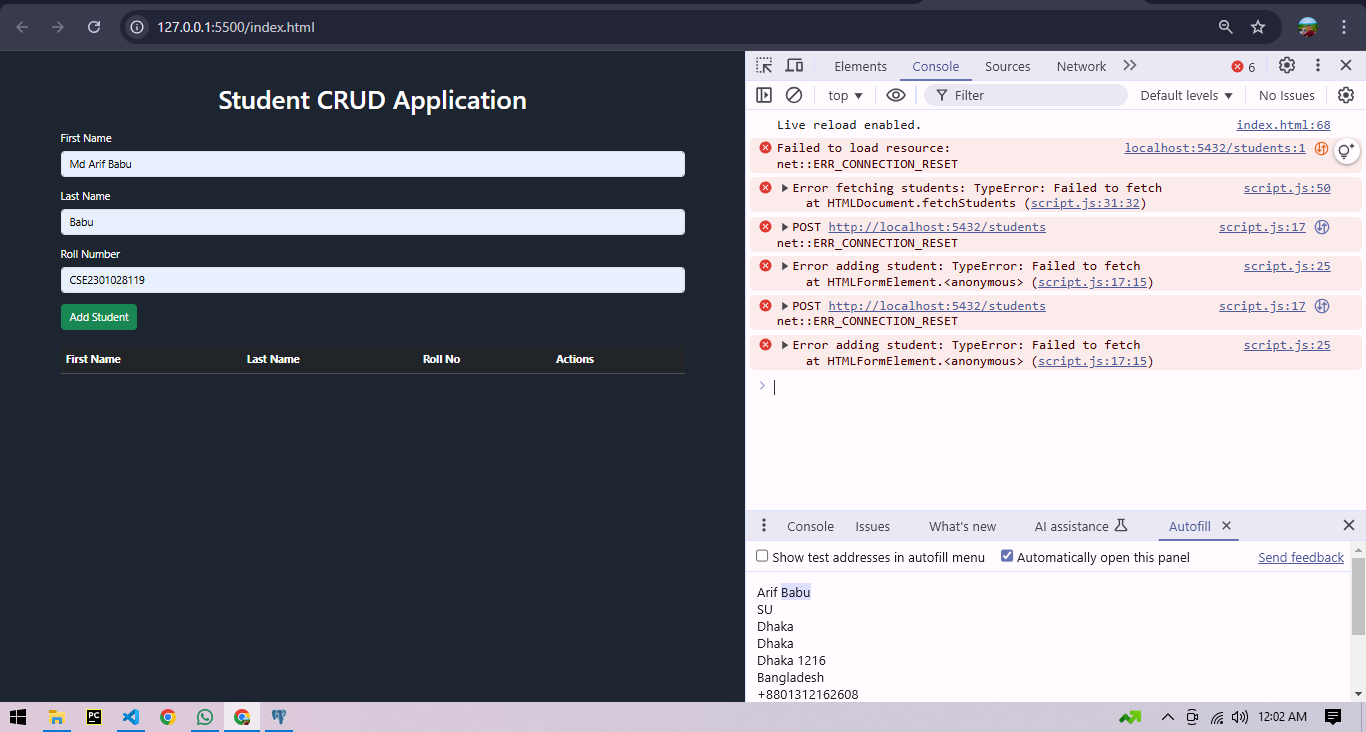 127.0.0.1:5500/index.html
Student CRUD Application
First Name
Md Arif Babu
Last Name
Babu
Roll Number
CSE2301028119
Add Student
First Name Last Name Roll No Actions
Elements Console Sources Network 6
top Filter Default levels No Issues
Live reload enabled. index.html:68
Failed to load resource: localhost:5432/students:1
net::ERR_CONNECTION_RESET
Error fetching students: TypeError: Failed to fetch script.js:50
at HTMLDocument.fetchStudents (script.js:31:32)
POST http://localhost:5432/students script.js:17
net::ERR_CONNECTION_RESET
Error adding student: TypeError: Failed to fetch script.js:25
at HTMLFormElement.<anonymous> (script.js:17:15)
POST http://localhost:5432/students script.js:17
net::ERR_CONNECTION_RESET
Error adding student: TypeError: Failed to fetch script.js:25
at HTMLFormElement.<anonymous> (script.js:17:15)
Console Issues What's new AI assistance Autofill
Show test addresses in autofill menu Automatically open this panel Send feedback
Arif Babu
SU
Dhaka
Dhaka
Dhaka 1216
Bangladesh
+8801312162608
PC
12:02 AM